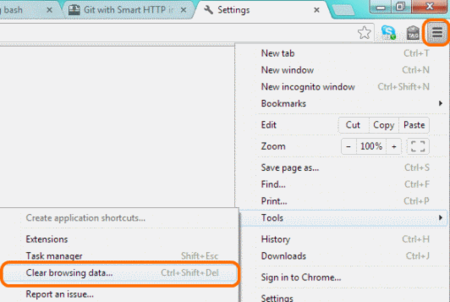 g bash
Git with Smart HTTP i
Settings
New tab Ctrl+T
New window Ctrl+N
New incognito window Ctrl+Shift+N
Bookmarks
Edit Cut Copy Paste
Zoom − 100% +
Save page as... Ctrl+S
Find... Ctrl+F
Print... Ctrl+P
Tools
History Ctrl+H
Downloads Ctrl+J
Sign in to Chrome...
Settings
Create application shortcuts...
Extensions
Task manager Shift+Esc
Clear browsing data... Ctrl+Shift+Del
Report an issue...